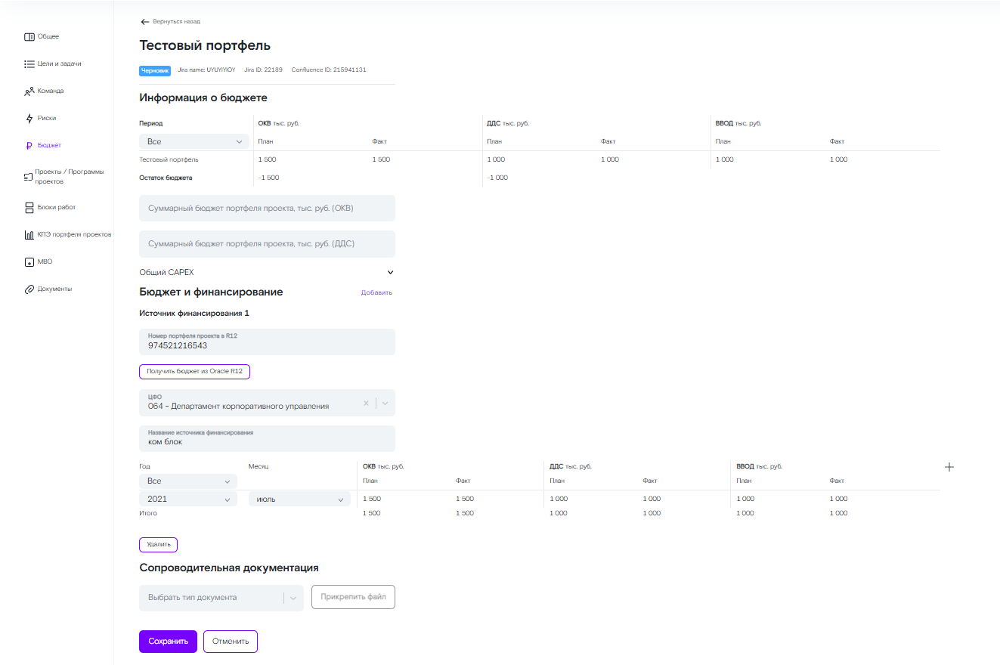 Вернуться назад
Тестовый портфель
Черновик Jira name: UYUYIYIOY Jira ID: 22189 Confluence ID: 215941131
Общее
Цели и задачи
Команда
Риски
Бюджет
Проекты / Программы
проектов
Блоки работ
КПЭ портфеля проектов
МВО
Документы
Информация о бюджете
Период ОКВ тыс. руб. ДДС тыс. руб. ВВОД тыс. руб.
Все План Факт План Факт План Факт
Тестовый портфель 1 500 1 500 1 000 1 000 1 000 1 000
Остаток бюджета -1 500 -1 000
Суммарный бюджет портфеля проекта, тыс. руб. (ОКВ)
Суммарный бюджет портфеля проекта, тыс. руб. (ДДС)
Общий CAPEX
Бюджет и финансирование Добавить
Источник финансирования 1
Номер портфеля проекта в R12
974521216543
Получить бюджет из Oracle R12
ЦФО
064 - Департамент корпоративного управления x
Название источника финансирования
ком блок
Год Месяц ОКВ тыс. руб. ДДС тыс. руб. ВВОД тыс. руб.
Все План Факт План Факт План Факт
2021 июль 1 500 1 500 1 000 1 000 1 000 1 000
Итого 1 500 1 500 1 000 1 000 1 000 1 000
Удалить
Сопроводительная документация
Выбрать тип документа Прикрепить файл
Сохранить Отменить